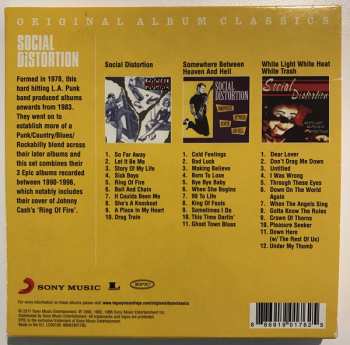 ORIGINAL ALBUM CLASSICS
SOCIAL
DISTORTION
Formed in 1979, this
hard hitting L.A. Punk
band produced albums
onwards from 1983.
They went on to
establish more of a
Punk/Country/Blues/
Rockabilly blend across
their later albums and
this set combines their
3 Epic albums recorded
between 1990-1996,
which notably includes
their cover of Johnny
Cash's 'Ring Of Fire'.
Social Distortion
1. So Far Away
2. Let It Be Me
3. Story Of My Life
4. Sick Boys
5. Ring Of Fire
6. Ball And Chain
7. It Coulda Been Me
8. She's A Knockout
9. A Place In My Heart
10. Drug Train
Somewhere Between
Heaven And Hell
SOCIAL
DISTORTION
1. Cold Feelings
2. Bad Luck
3. Making Believe
4. Born To Lose
5. Bye Bye Baby
6. When She Begins
7. 99 To Life
8. King Of Fools
9. Sometimes I Do
10. This Time Darlin'
11. Ghost Town Blues
White Light White Heat
White Trash
Social Distortion
1. Dear Lover
2. Don't Drag Me Down
3. Untitled
4. I Was Wrong
5. Through These Eyes
6. Down On The World
Again
7. When The Angels Sing
8. Gotta Know The Rules
9. Crown Of Thorns
10. Pleasure Seeker
11. Down Here
(w/ The Rest Of Us)
12. Under My Thumb
SONY MUSIC
L
EPIC
SONY MUSIC